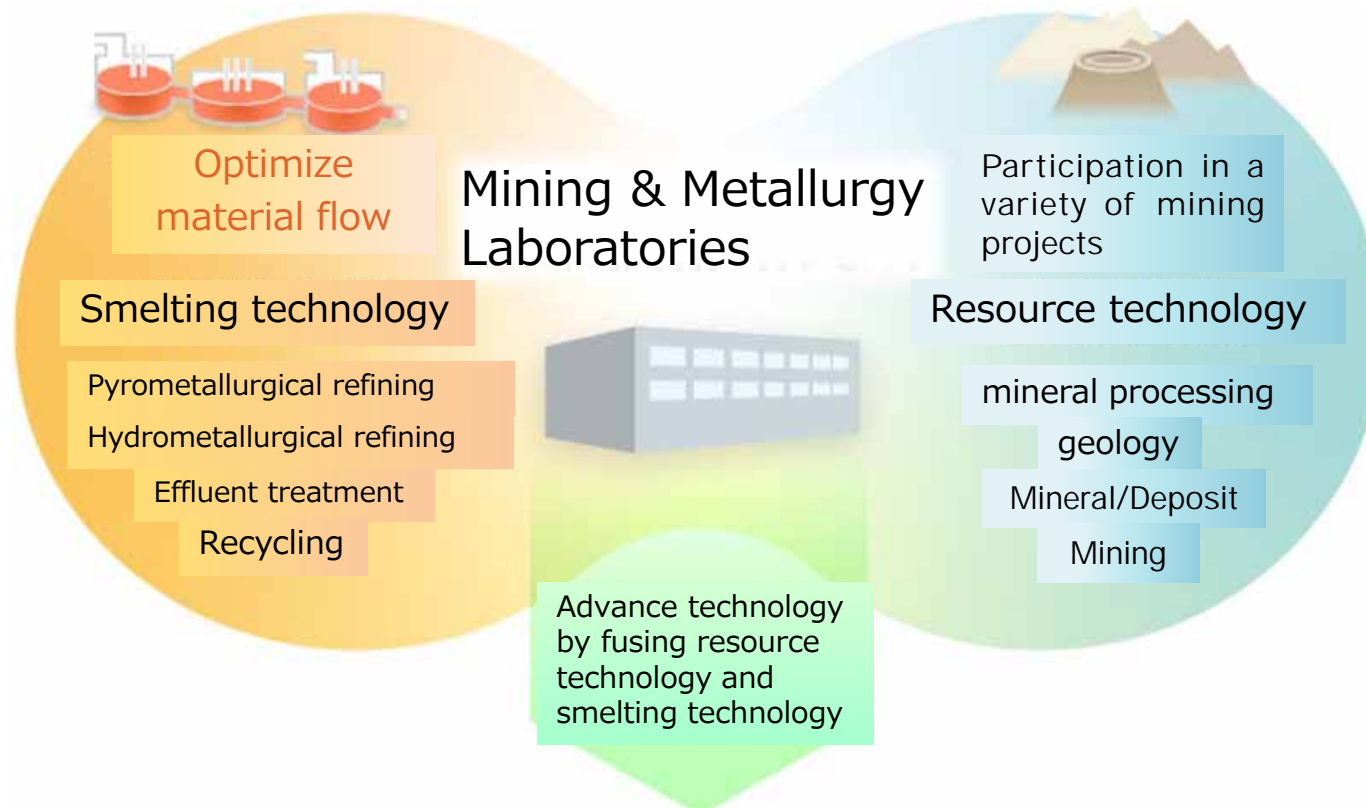 Optimize
material flow
Smelting technology
Pyrometallurgical refining
Hydrometallurgical refining
Effluent treatment
Recycling
Mining & Metallurgy
Laboratories
Advance technology
by fusing resource
technology and
smelting technology
Participation in a
variety of mining
projects
Resource technology
mineral processing
geology
Mineral/Deposit
Mining